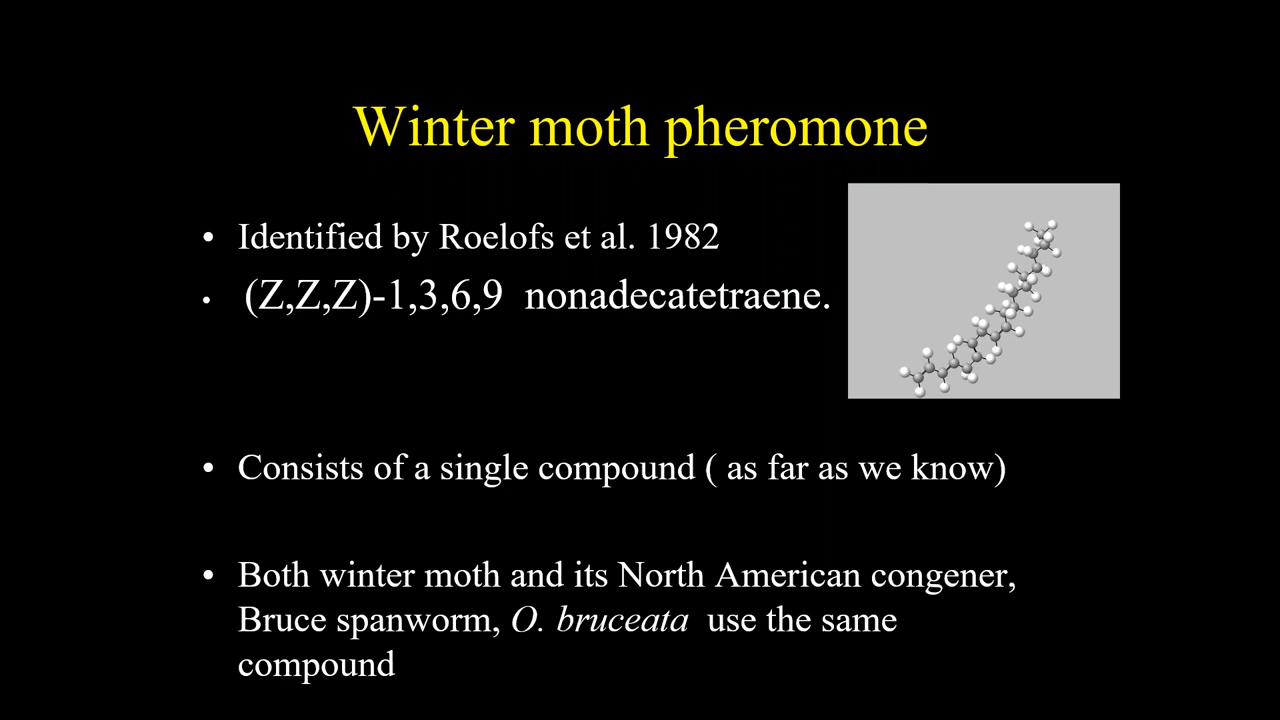 Winter moth pheromone
• Identified by Roelofs et al. 1982
• (Z,Z,Z)-1,3,6,9 nonadecatetraene.
• Consists of a single compound ( as far as we know)
• Both winter moth and its North American congener,
Bruce spanworm, O. bruceata use the same
compound